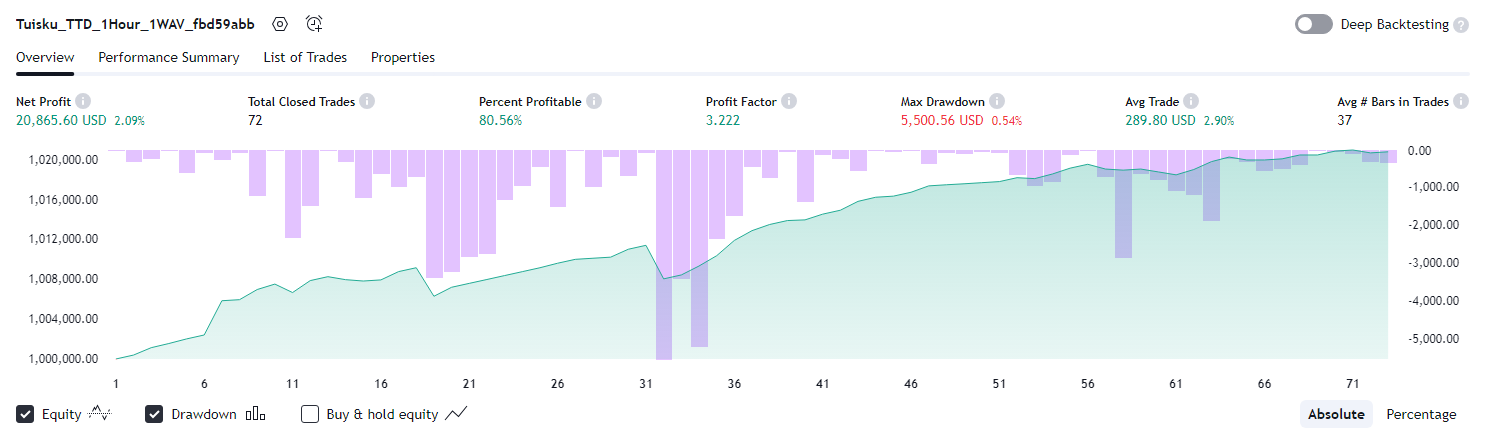 Tuisku_TTD_1Hour_1WAV_fbd59abb Deep Backtesting ?
Overview Performance Summary List of Trades Properties
Net Profit i Total Closed Trades i Percent Profitable i Profit Factor i Max Drawdown i Avg Trade i Avg # Bars in Trades i
20,865.60 USD 2.09% 72 80.56% 3.222 5,500.56 USD 0.54% 289.80 USD 2.90% 37
1,020,000.00 0.00
1,016,000.00 -1,000.00
1,012,000.00 -2,000.00
1,008,000.00 -3,000.00
1,004,000.00 -4,000.00
1,000,000.00 -5,000.00
1 6 11 16 21 26 31 36 41 46 51 56 61 66 71
Equity Drawdown Buy & hold equity Absolute Percentage